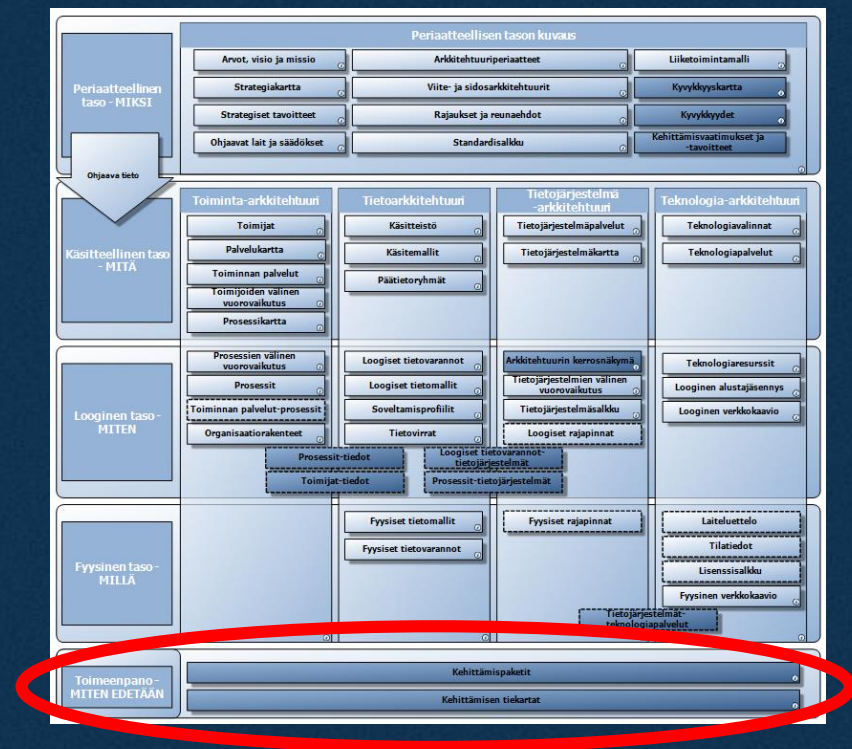 Periaatteellisen tason kuvaus
Periaatteellinen
taso - MIKSI
Arvot, visio ja missio
Arkkitehtuuriperiaatteet
Liiketoimintamalli
Strategiakartta
Viite- ja sidosarkkitehtuurit
Kyvykkyyskartta
Strategiset tavoitteet
Rajaukset ja reunaehdot
Kyvykkyydet
Ohjaavat lait ja säädökset
Standardisalkku
Kehittämisvaatimukset ja
-tavoitteet
Ohjaava tieto
Käsitteellinen taso
- MITÄ
Toiminta-arkkitehtuuri
Tietoarkkitehtuuri
Tietojärjestelmä
-arkkitehtuuri
Teknologia-arkkitehtuuri
Toimijat
Käsitteistö
Tietojärjestelmäpalvelut
Teknologiavalinnat
Palvelukartta
Käsitemallit
Tietojärjestelmäkartta
Teknologiapalvelut
Toiminnan palvelut
Päätietoryhmät
Toimijoiden välinen
vuorovaikutus
Prosessikartta
Looginen taso -
MITEN
Prosessien välinen
vuorovaikutus
Loogiset tietovarannot
Arkkitehtuurin kerrosnäkymä
Teknologiaresurssit
Prosessit
Loogiset tietomallit
Tietojärjestelmien välinen
vuorovaikutus
Looginen alustajäsennys
Toiminnan palvelut-prosessit
Soveltamisprofiilit
Tietojärjestelmäsalkku
Looginen verkkokaavio
Organisaatiorakenteet
Tietovirrat
Loogiset rajapinnat
Prosessit-tiedot
Loogiset tietovarannot-
tietojärjestelmät
Toimijat-tiedot
Prosessit-tietojärjestelmät
Fyysinen taso -
MILLÄ
Fyysiset tietomallit
Fyysiset rajapinnat
Laiteluettelo
Fyysiset tietovarannot
Tilatiedot
Lisenssisalkku
Fyysinen verkkokaavio
Tietojärjestelmät-
teknologiapalvelut
Toimeenpano -
MITEN EDETÄÄN
Kehittämispaketit
Kehittämisen tiekartat